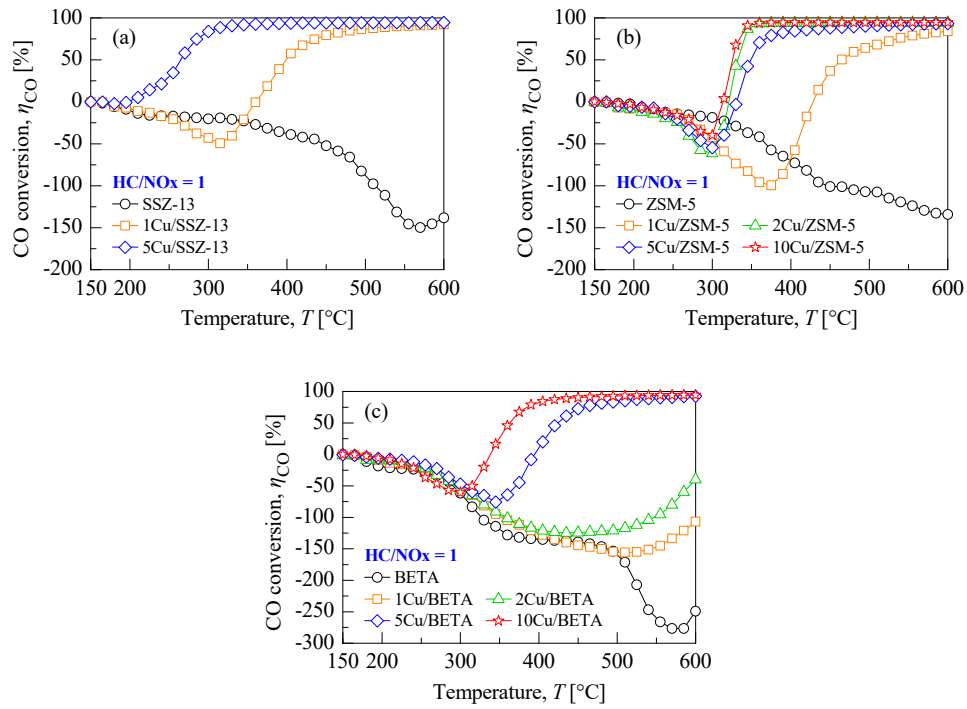 100
50
0
-50
-100
-150
-200
CO conversion, ηCO [%]
(a)
HC/NOx = 1
SSZ-13
1Cu/SSZ-13
5Cu/SSZ-13
150 200 300 400 500 600
Temperature, T [°C]
100
50
0
-50
-100
-150
-200
CO conversion, ηCO [%]
(b)
HC/NOx = 1
ZSM-5
1Cu/ZSM-5 2Cu/ZSM-5
5Cu/ZSM-5 10Cu/ZSM-5
150 200 300 400 500 600
Temperature, T [°C]
100
50
0
-50
-100
-150
-200
-250
-300
CO conversion, ηCO [%]
(c)
HC/NOx = 1
BETA
1Cu/BETA 2Cu/BETA
5Cu/BETA 10Cu/BETA
150 200 300 400 500 600
Temperature, T [°C]